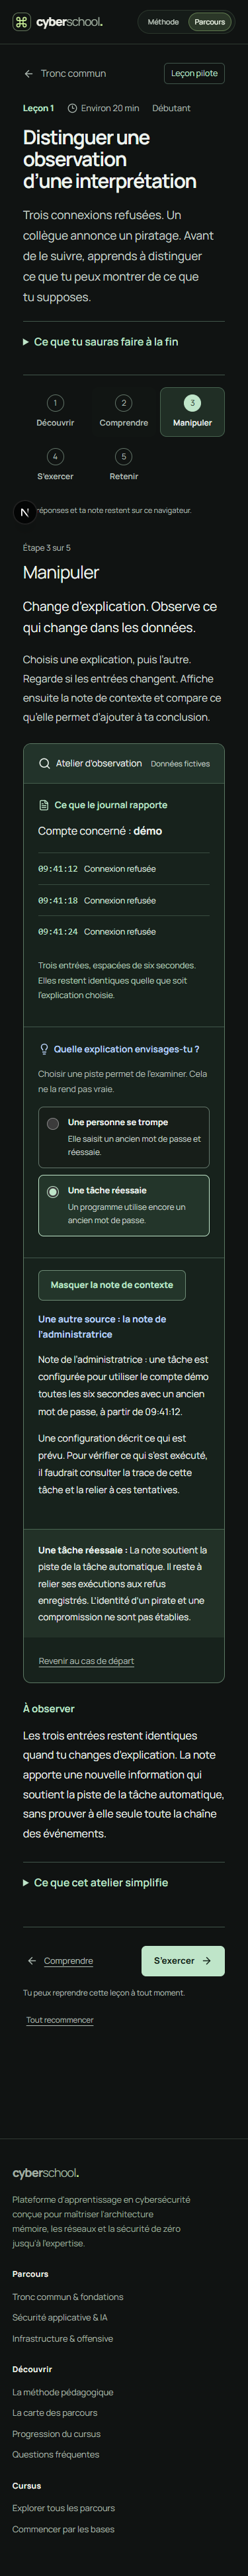 cyberschool.
Méthode
Parcours
Tronc commun
Leçon pilote
Leçon 1
Environ 20 min
Débutant
Distinguer une
observation
d'une interprétation
Trois connexions refusées. Un
collègue annonce un piratage. Avant
de le suivre, apprends à distinguer
ce que tu peux montrer de ce que
tu supposes.
Ce que tu sauras faire à la fin
1
Découvrir
2
Comprendre
3
Manipuler
4
S'exercer
5
Retenir
N
réponses et ta note restent sur ce navigateur.
Étape 3 sur 5
Manipuler
Change d'explication. Observe ce
qui change dans les données.
Choisis une explication, puis l'autre.
Regarde si les entrées changent. Affiche
ensuite la note de contexte et compare ce
qu'elle permet d'ajouter à ta conclusion.
Atelier d'observation
Données fictives
Ce que le journal rapporte
Compte concerné : démo
09:41:12 Connexion refusée
09:41:18 Connexion refusée
09:41:24 Connexion refusée
Trois entrées, espacées de six secondes.
Elles restent identiques quelle que soit
l'explication choisie.
Quelle explication envisages-tu ?
Choisir une piste permet de l'examiner. Cela
ne la rend pas vraie.
Une personne se trompe
Elle saisit un ancien mot de passe et
réessaie.
Une tâche réessaie
Un programme utilise encore un
ancien mot de passe.
Masquer la note de contexte
Une autre source : la note de
l'administratrice
Note de l'administratrice : une tâche est
configurée pour utiliser le compte démo
toutes les six secondes avec un ancien
mot de passe, à partir de 09:41:12.
Une configuration décrit ce qui est
prévu. Pour vérifier ce qui s'est exécuté,
il faudrait consulter la trace de cette
tâche et la relier à ces tentatives.
Une tâche réessaie : La note soutient la
piste de la tâche automatique. Il reste à
relier ses exécutions aux refus
enregistrés. L'identité d'un pirate et une
compromission ne sont pas établies.
Revenir au cas de départ
À observer
Les trois entrées restent identiques
quand tu changes d'explication. La note
apporte une nouvelle information qui
soutient la piste de la tâche automatique,
sans prouver à elle seule toute la chaîne
des événements.
Ce que cet atelier simplifie
Comprendre
S'exercer
Tu peux reprendre cette leçon à tout moment.
Tout recommencer
cyberschool.
Plateforme d'apprentissage en cybersécurité
conçue pour maîtriser l'architecture
mémoire, les réseaux et la sécurité de zéro
jusqu'à l'expertise.
Parcours
Tronc commun & fondations
Sécurité applicative & IA
Infrastructure & offensive
Découvrir
La méthode pédagogique
La carte des parcours
Progression du cursus
Questions fréquentes
Cursus
Explorer tous les parcours
Commencer par les bases